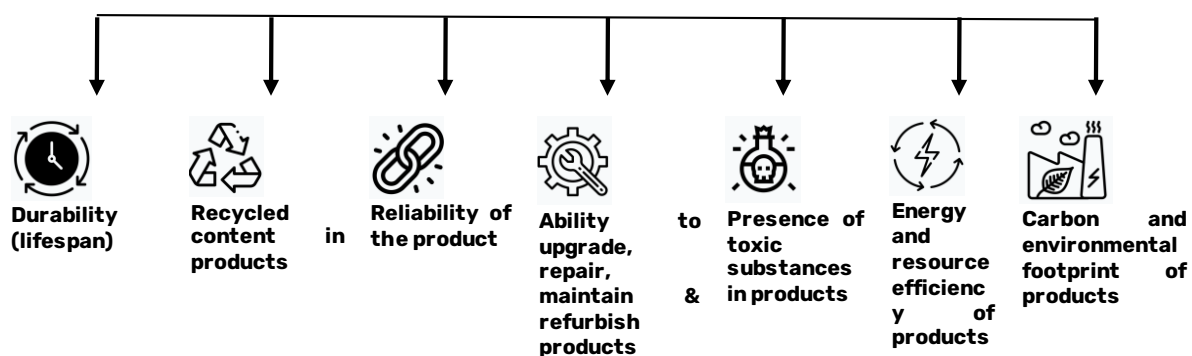 Durability
(lifespan)
Recycled
content in
products
Reliability of
the product
Ability to
upgrade,
repair,
maintain &
refurbish
products
Presence of
toxic
substances
in products
Energy
and
resource
efficienc
y of
products
Carbon and
environmental
footprint of
products